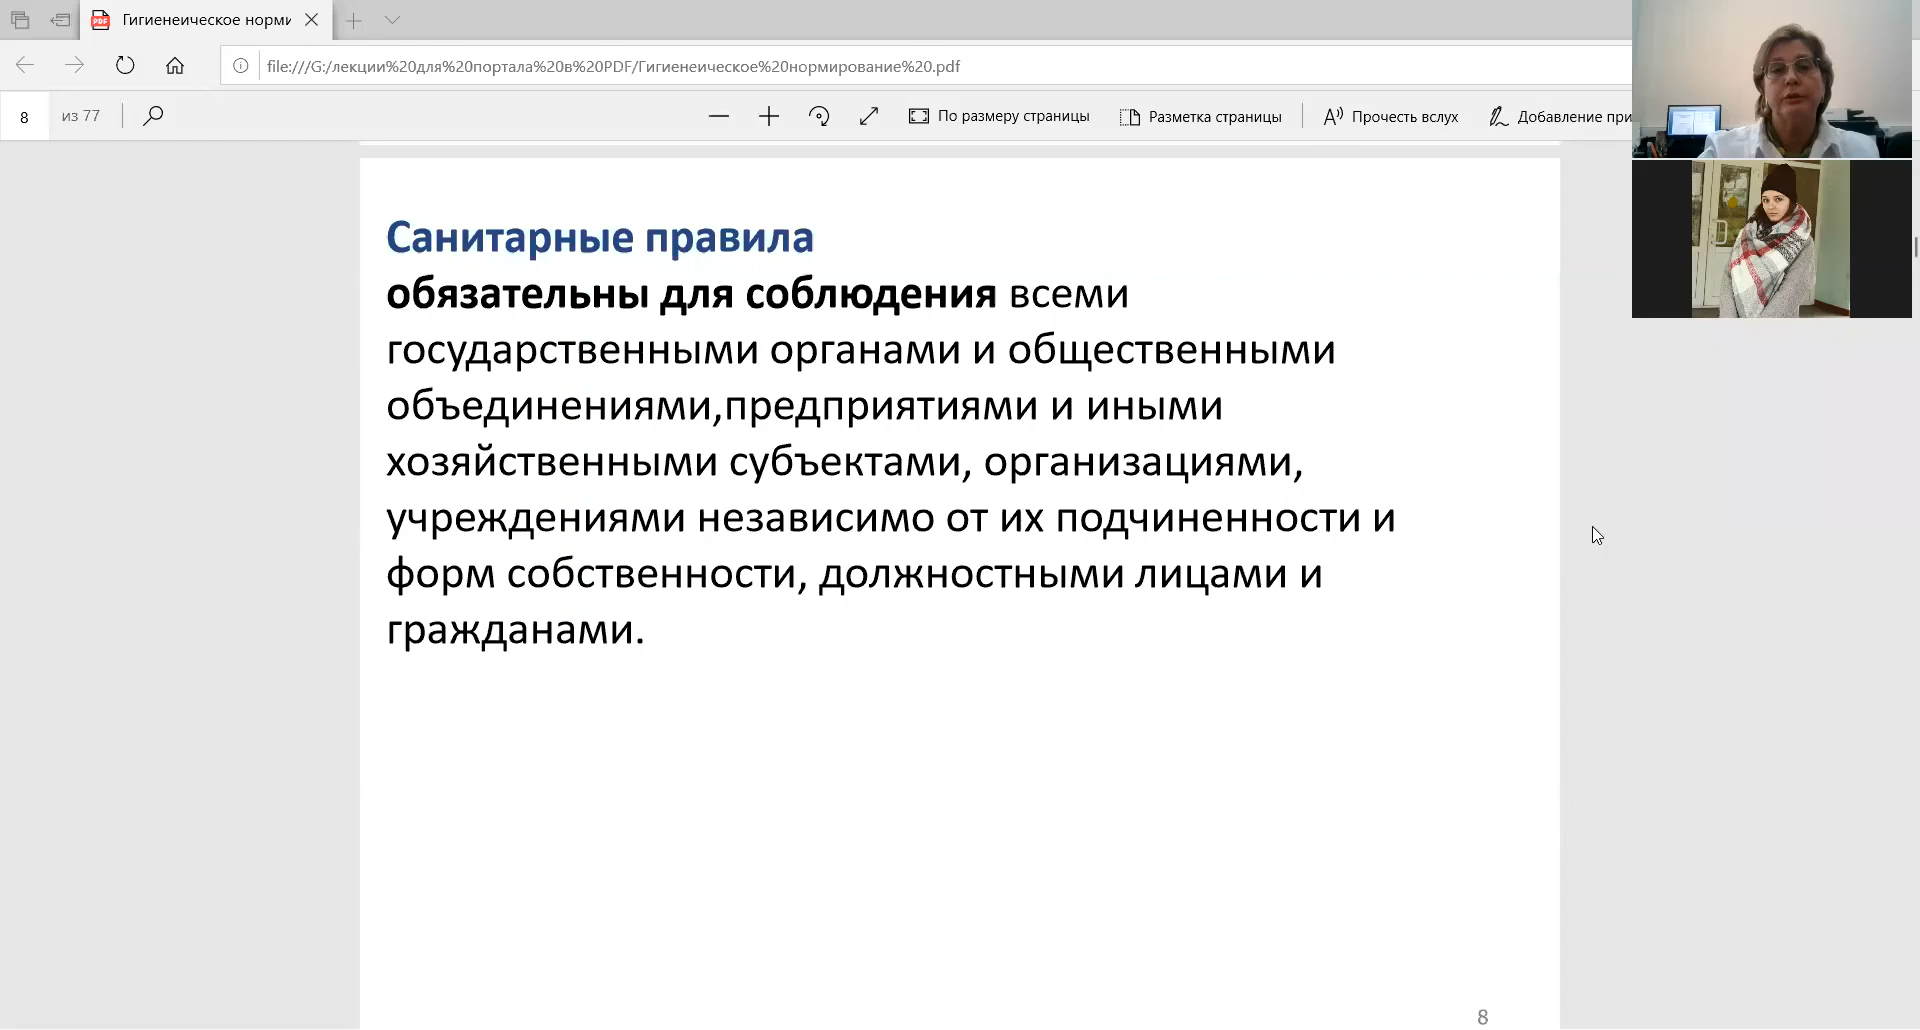 Гигиенеическое норми
file:///G:/лекции%20для%20портала%20в%20PDF/Гигиенеическое%20нормирование%20.pdf
8 из 77
По размеру страницы
Разметка страницы
Прочесть вслух
Добавление при
Санитарные правила
обязательны для соблюдения всеми
государственными органами и общественными
объединениями,предприятиями и иными
хозяйственными субъектами, организациями,
учреждениями независимо от их подчиненности и
форм собственности, должностными лицами и
гражданами.
8